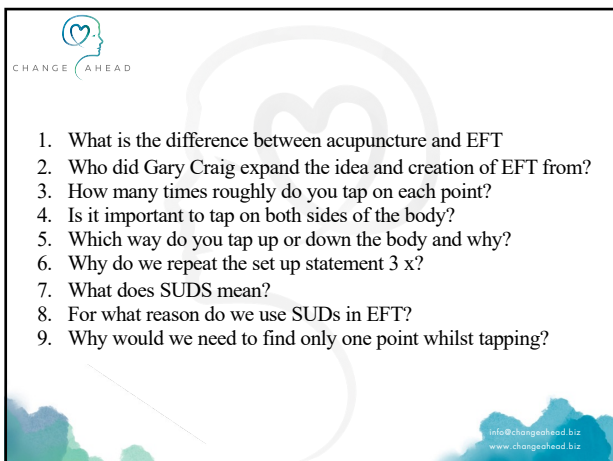 CHANGE AHEAD
1. What is the difference between acupuncture and EFT
2. Who did Gary Craig expand the idea and creation of EFT from?
3. How many times roughly do you tap on each point?
4. Is it important to tap on both sides of the body?
5. Which way do you tap up or down the body and why?
6. Why do we repeat the set up statement 3 x?
7. What does SUDS mean?
8. For what reason do we use SUDs in EFT?
9. Why would we need to find only one point whilst tapping?
info@changeahead.biz
www.changeahead.biz